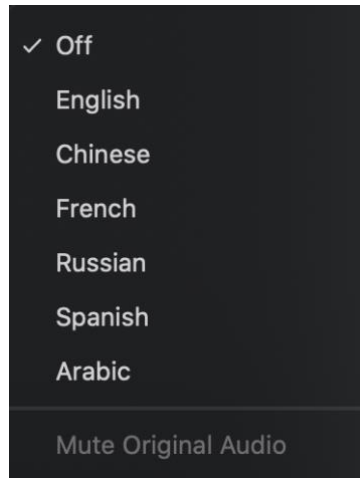 ✓ Off
English
Chinese
French
Russian
Spanish
Arabic
Mute Original Audio